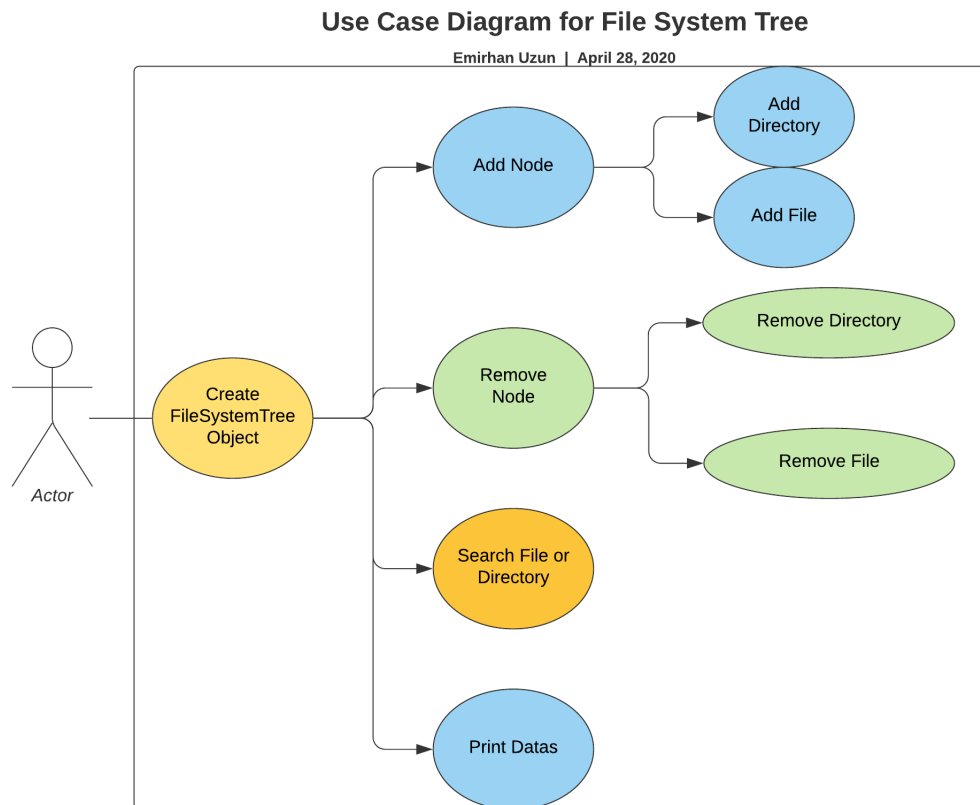 Use Case Diagram for File System Tree
Emirhan Uzun | April 28, 2020
Add
Directory
Add Node
Add File
Remove Directory
Remove
Node
Create
FileSystemTree
Object
Remove File
Actor
Search File or
Directory
Print Datas